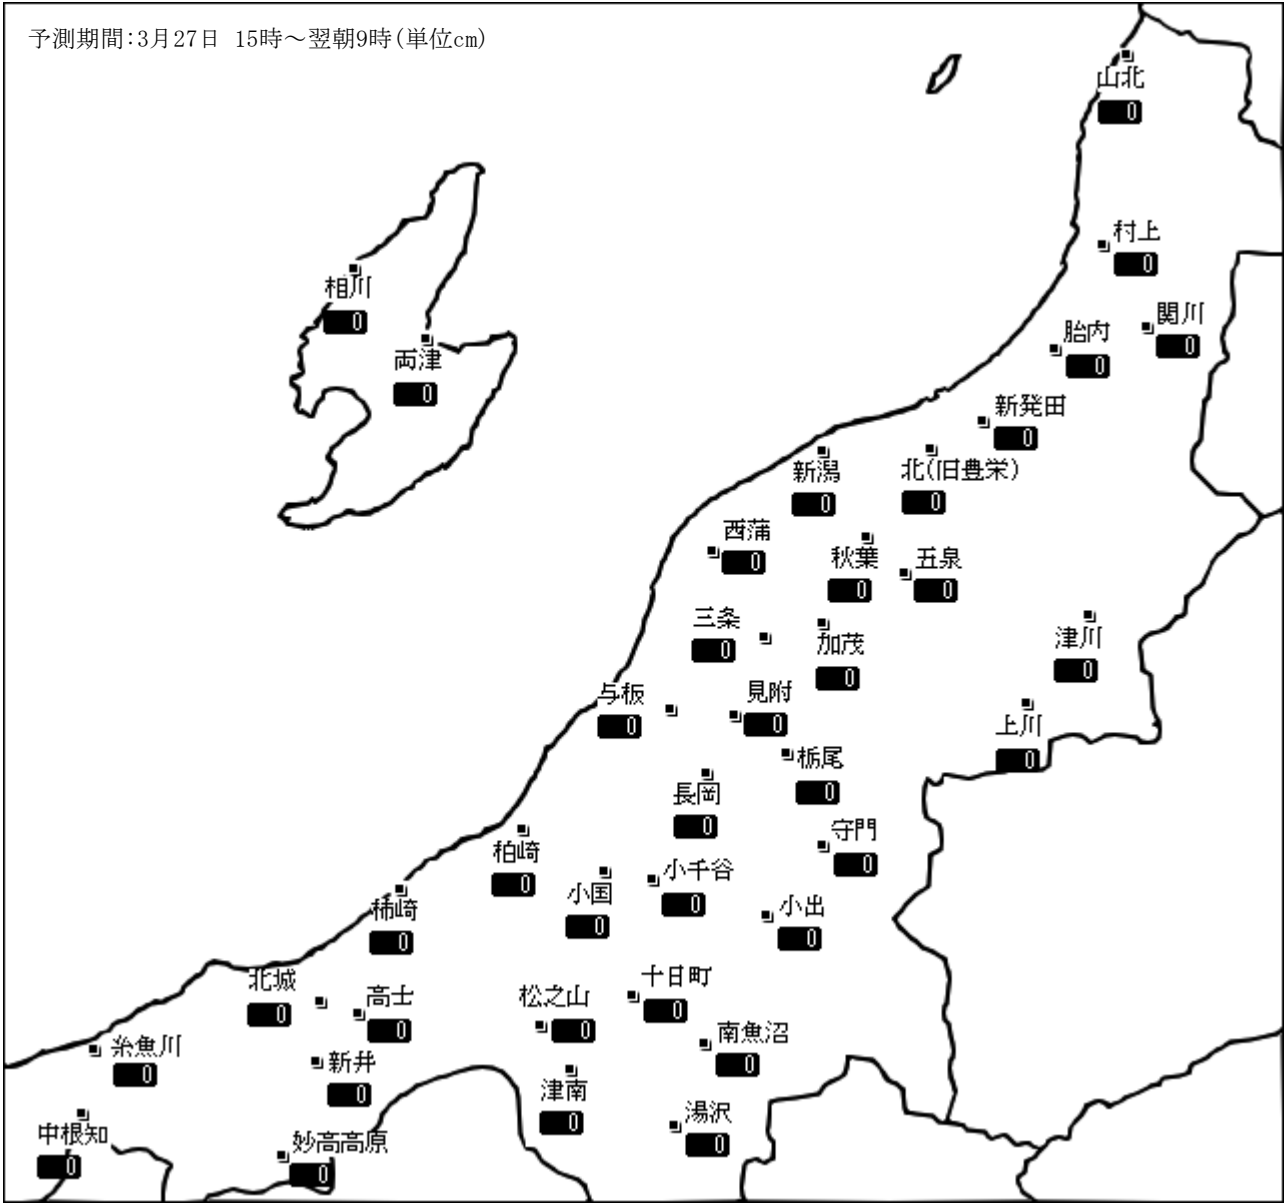 予測期間:3月27日 15時～翌朝9時(単位cm)
山北
0
村上
0
相川
0
関川
0
胎内
0
両津
0
新発田
0
新潟
0
北(旧豊栄)
0
西蒲
0
秋葉
0
五泉
0
三条
0
加茂
0
津川
0
与板
0
見附
0
上川
0
栃尾
0
長岡
0
守門
0
柏崎
0
小国
0
小千谷
0
柿崎
0
小出
0
北城
0
高士
0
松之山
0
十日町
0
糸魚川
0
新井
0
南魚沼
0
津南
0
湯沢
0
中根知
0
妙高高原
0